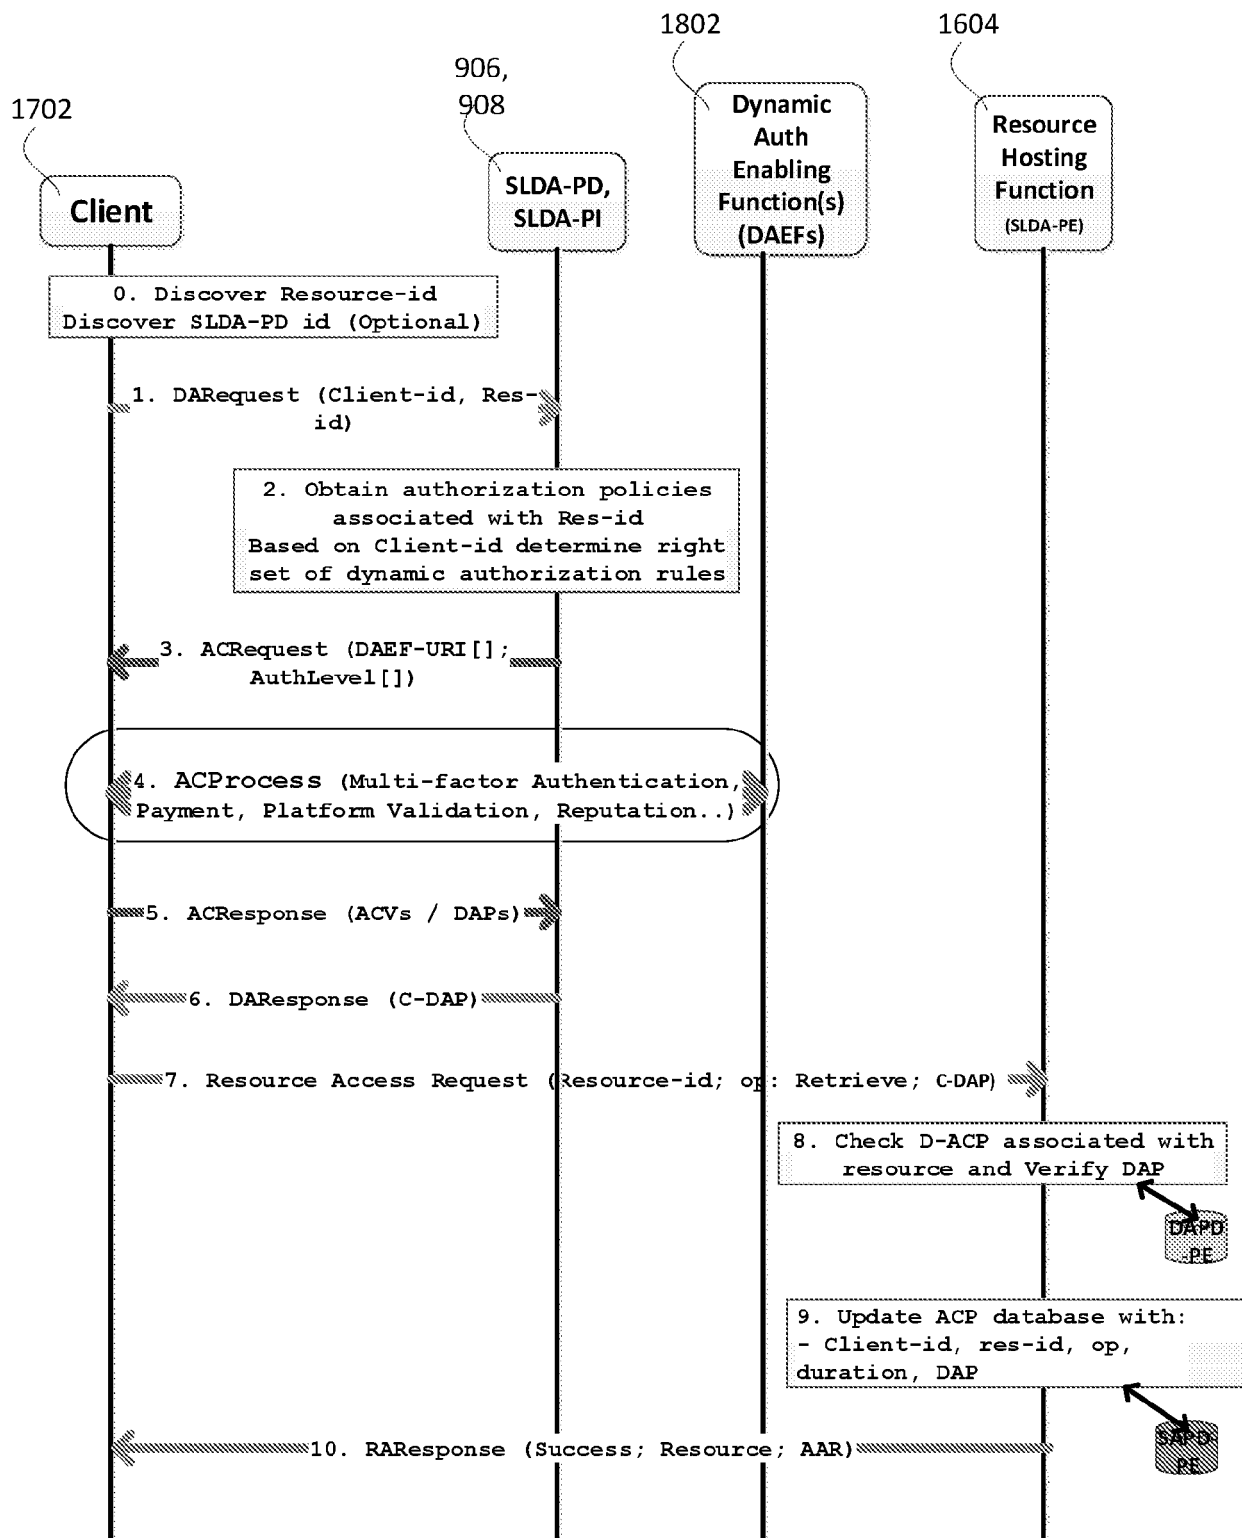 1802
1604
906,
908
1702
Dynamic
Auth
Enabling
Function(s)
(DAEFs)
Resource
Hosting
Function
(SLDA-PE)
SLDA-PD,
SLDA-PI
Client
0. Discover Resource-id
Discover SLDA-PD id (Optional)
1. DARequest (Client-id, Res-
id)
2. Obtain authorization policies
associated with Res-id
Based on Client-id determine right
set of dynamic authorization rules
3. ACRequest (DAEF-URI[];
AuthLevel[])
4. ACProcess (Multi-factor Authentication,
Payment, Platform Validation, Reputation..)
5. ACResponse (ACVs / DAPs)
6. DAResponse (C-DAP)
7. Resource Access Request (Resource-id; op: Retrieve; C-DAP)
8. Check D-ACP associated with
resource and Verify DAP
DAPD
-PE
9. Update ACP database with:
- Client-id, res-id, op,
duration, DAP
SAPD-
PE
10. RAResponse (Success; Resource; AAR)